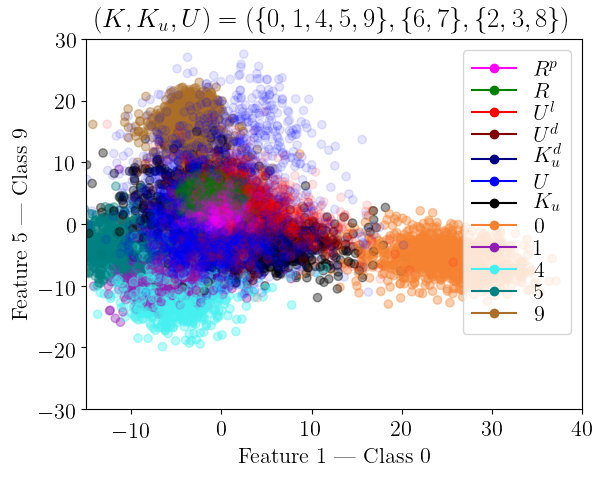 (K, K_u, U) = ({0, 1, 4, 5, 9}, {6, 7}, {2, 3, 8})
30
20
10
0
−10
−20
−30
Feature 5 — Class 9
R^p
R
U^l
U^d
K_u^d
U
K_u
0
1
4
5
9
−10
0
10
20
30
40
Feature 1 — Class 0